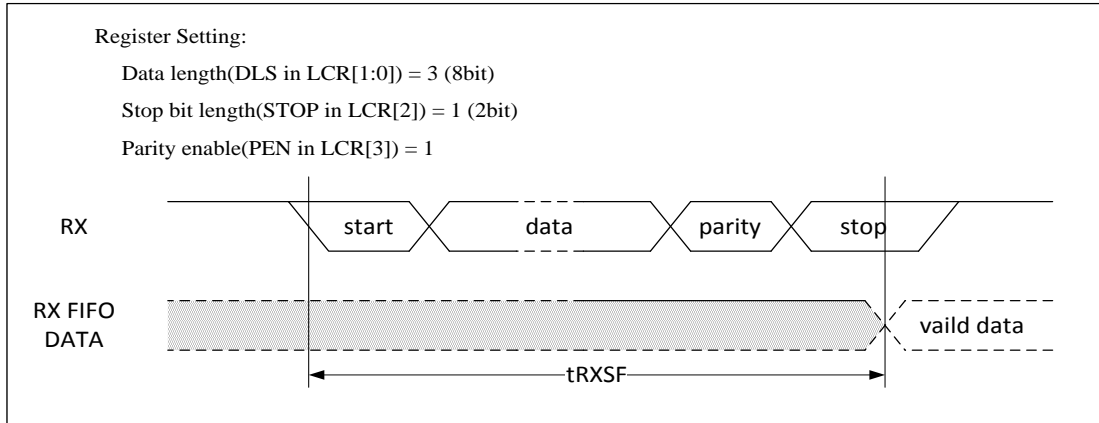 Register Setting:
Data length(DLS in LCR[1:0]) = 3 (8bit)
Stop bit length(STOP in LCR[2]) = 1 (2bit)
Parity enable(PEN in LCR[3]) = 1
RX start data parity stop
RX FIFO
DATA
vaild data
tRXSF